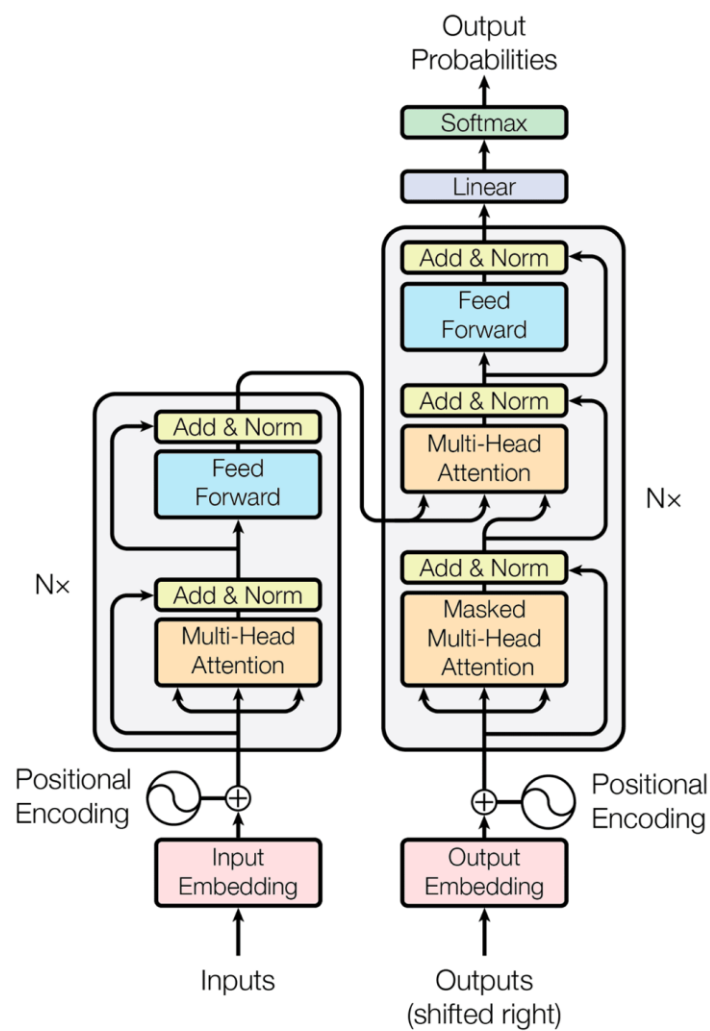 Output
Probabilities
Softmax
Linear
Add & Norm
Feed
Forward
Add & Norm
Multi-Head
Attention
Add & Norm
Masked
Multi-Head
Attention
N×
Add & Norm
Feed
Forward
Add & Norm
Multi-Head
Attention
N×
Positional
Encoding
Positional
Encoding
Input
Embedding
Output
Embedding
Inputs
Outputs
(shifted right)